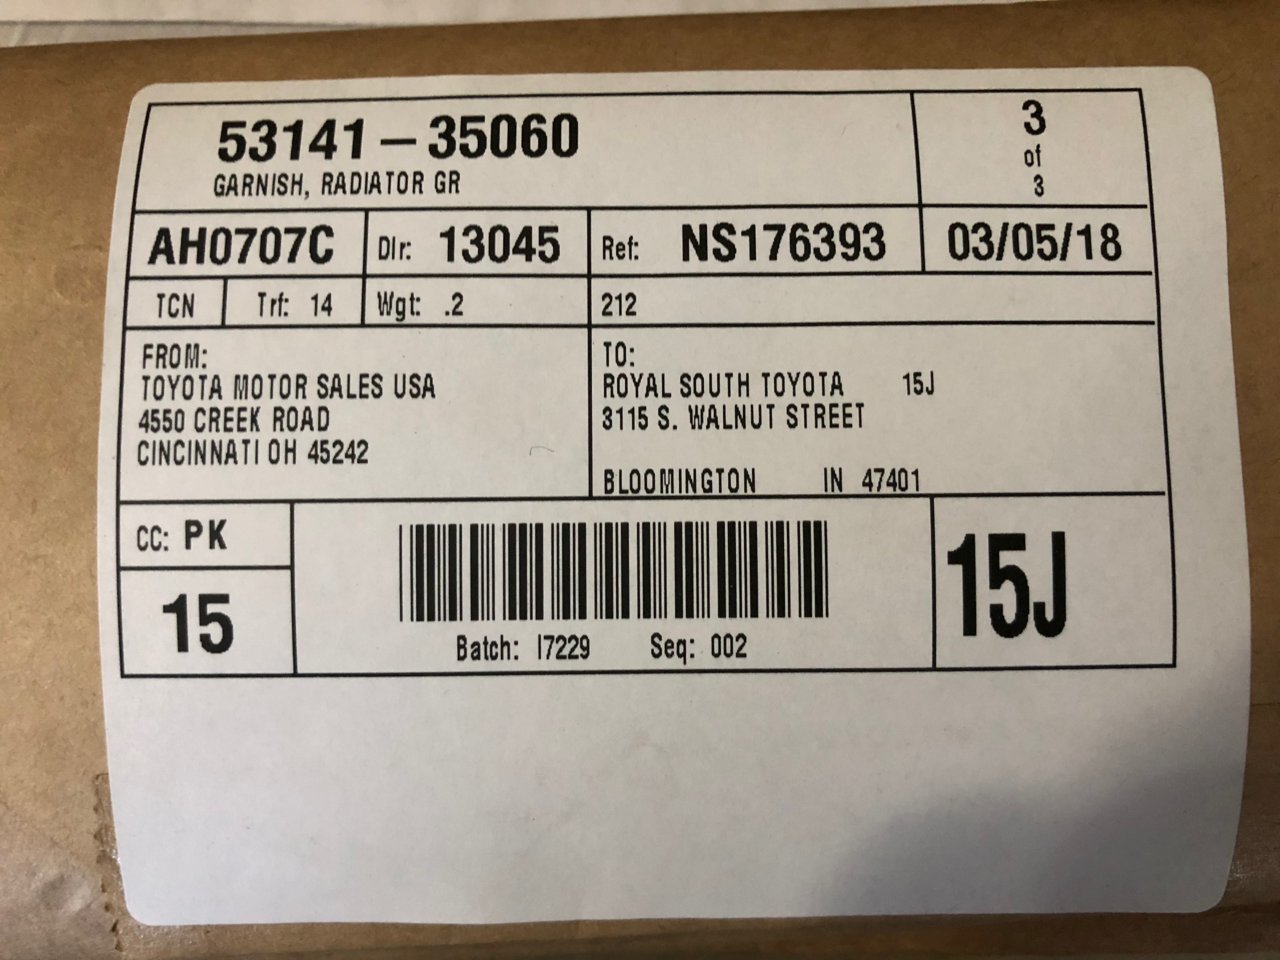 53141-35060
GARNISH, RADIATOR GR
3
of
3
AH0707C
Dlr: 13045
Ref: NS176393
03/05/18
TCN
Trf: 14
Wgt: .2
212
FROM:
TOYOTA MOTOR SALES USA
4550 CREEK ROAD
CINCINNATI OH 45242
TO:
ROYAL SOUTH TOYOTA 15J
3115 S. WALNUT STREET
BLOOMINGTON IN 47401
CC: PK
15
Batch: I7229 Seq: 002
15J